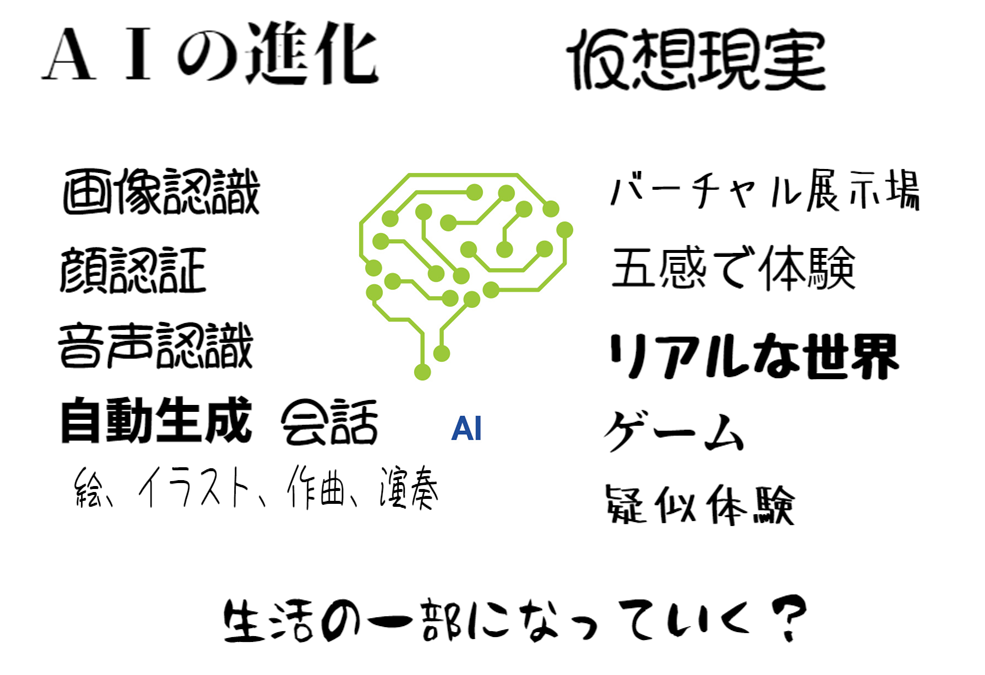 ＡＩの進化
仮想現実
画像認識
顔認証
音声認識
自動生成 会話
絵、イラスト、作曲、演奏
AI
バーチャル展示場
五感で体験
リアルな世界
ゲーム
疑似体験
生活の一部になっていく？